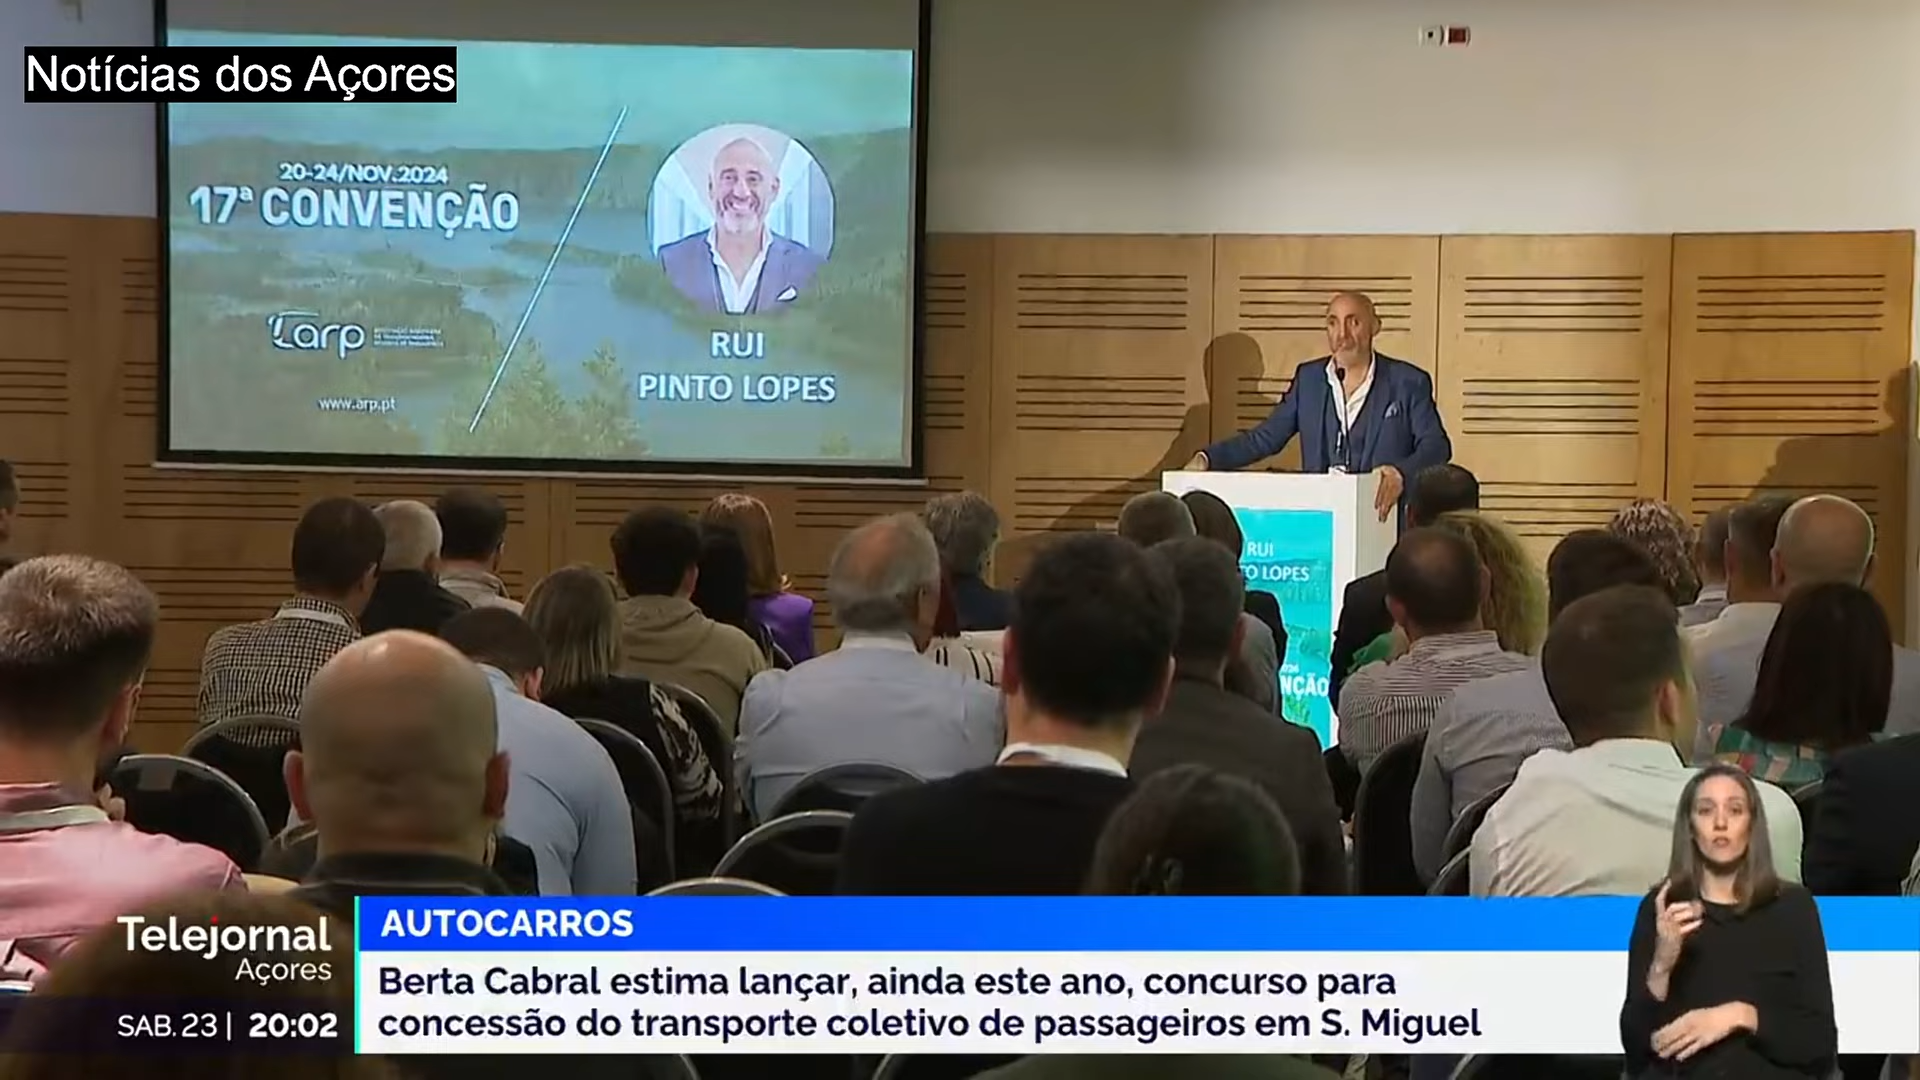 Notícias dos Açores
20-24/NOV.2024
17ª CONVENÇÃO
arp
www.arp.pt
RUI
PINTO LOPES
RUI
TO LOPES
NÇÃO
Telejornal
Açores
SAB. 23 | 20:02
AUTOCARROS
Berta Cabral estima lançar, ainda este ano, concurso para
concessão do transporte coletivo de passageiros em S. Miguel